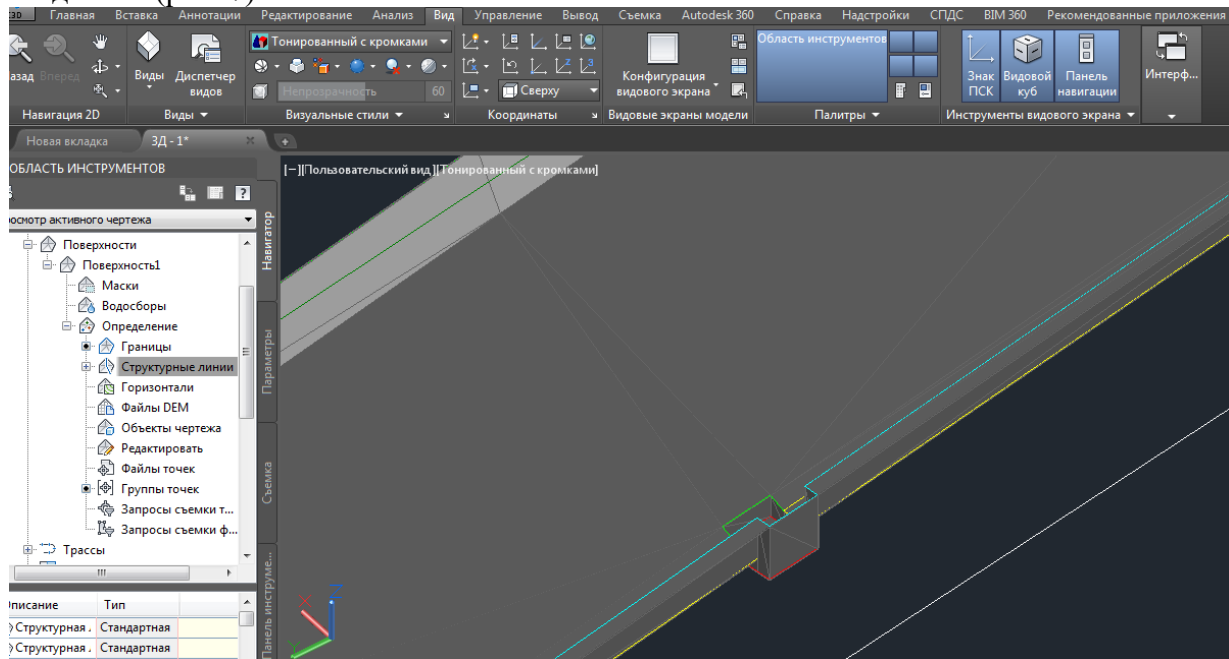 Главная Вставка Аннотации Редактирование Анализ Вид Управление Вывод Съемка Autodesk 360 Справка Надстройки СПДС BIM 360 Рекомендованные приложения
Тонированный с кромками
Область инструментов
Вперед
Виды
Диспетчер видов
Непрозрачность 60
Сверху
Конфигурация видового экрана
Знак ПСК
Видовой куб
Панель навигации
Интерф...
Навигация 2D
Виды
Визуальные стили
Координаты
Видовые экраны модели
Палитры
Инструменты видового экрана
Новая вкладка
3Д - 1*
ОБЛАСТЬ ИНСТРУМЕНТОВ
[−][Пользовательский вид][Тонированный с кромками]
активного чертежа
Поверхности
Поверхность1
Маски
Водосборы
Определение
Границы
Структурные линии
Горизонтали
Файлы DEM
Объекты чертежа
Редактировать
Файлы точек
Группы точек
Запросы съемки т...
Запросы съемки ф...
Трассы
Навигатор
Параметры
Съемка
Панель инструме...
Тип
Структурная . Стандартная
Структурная . Стандартная